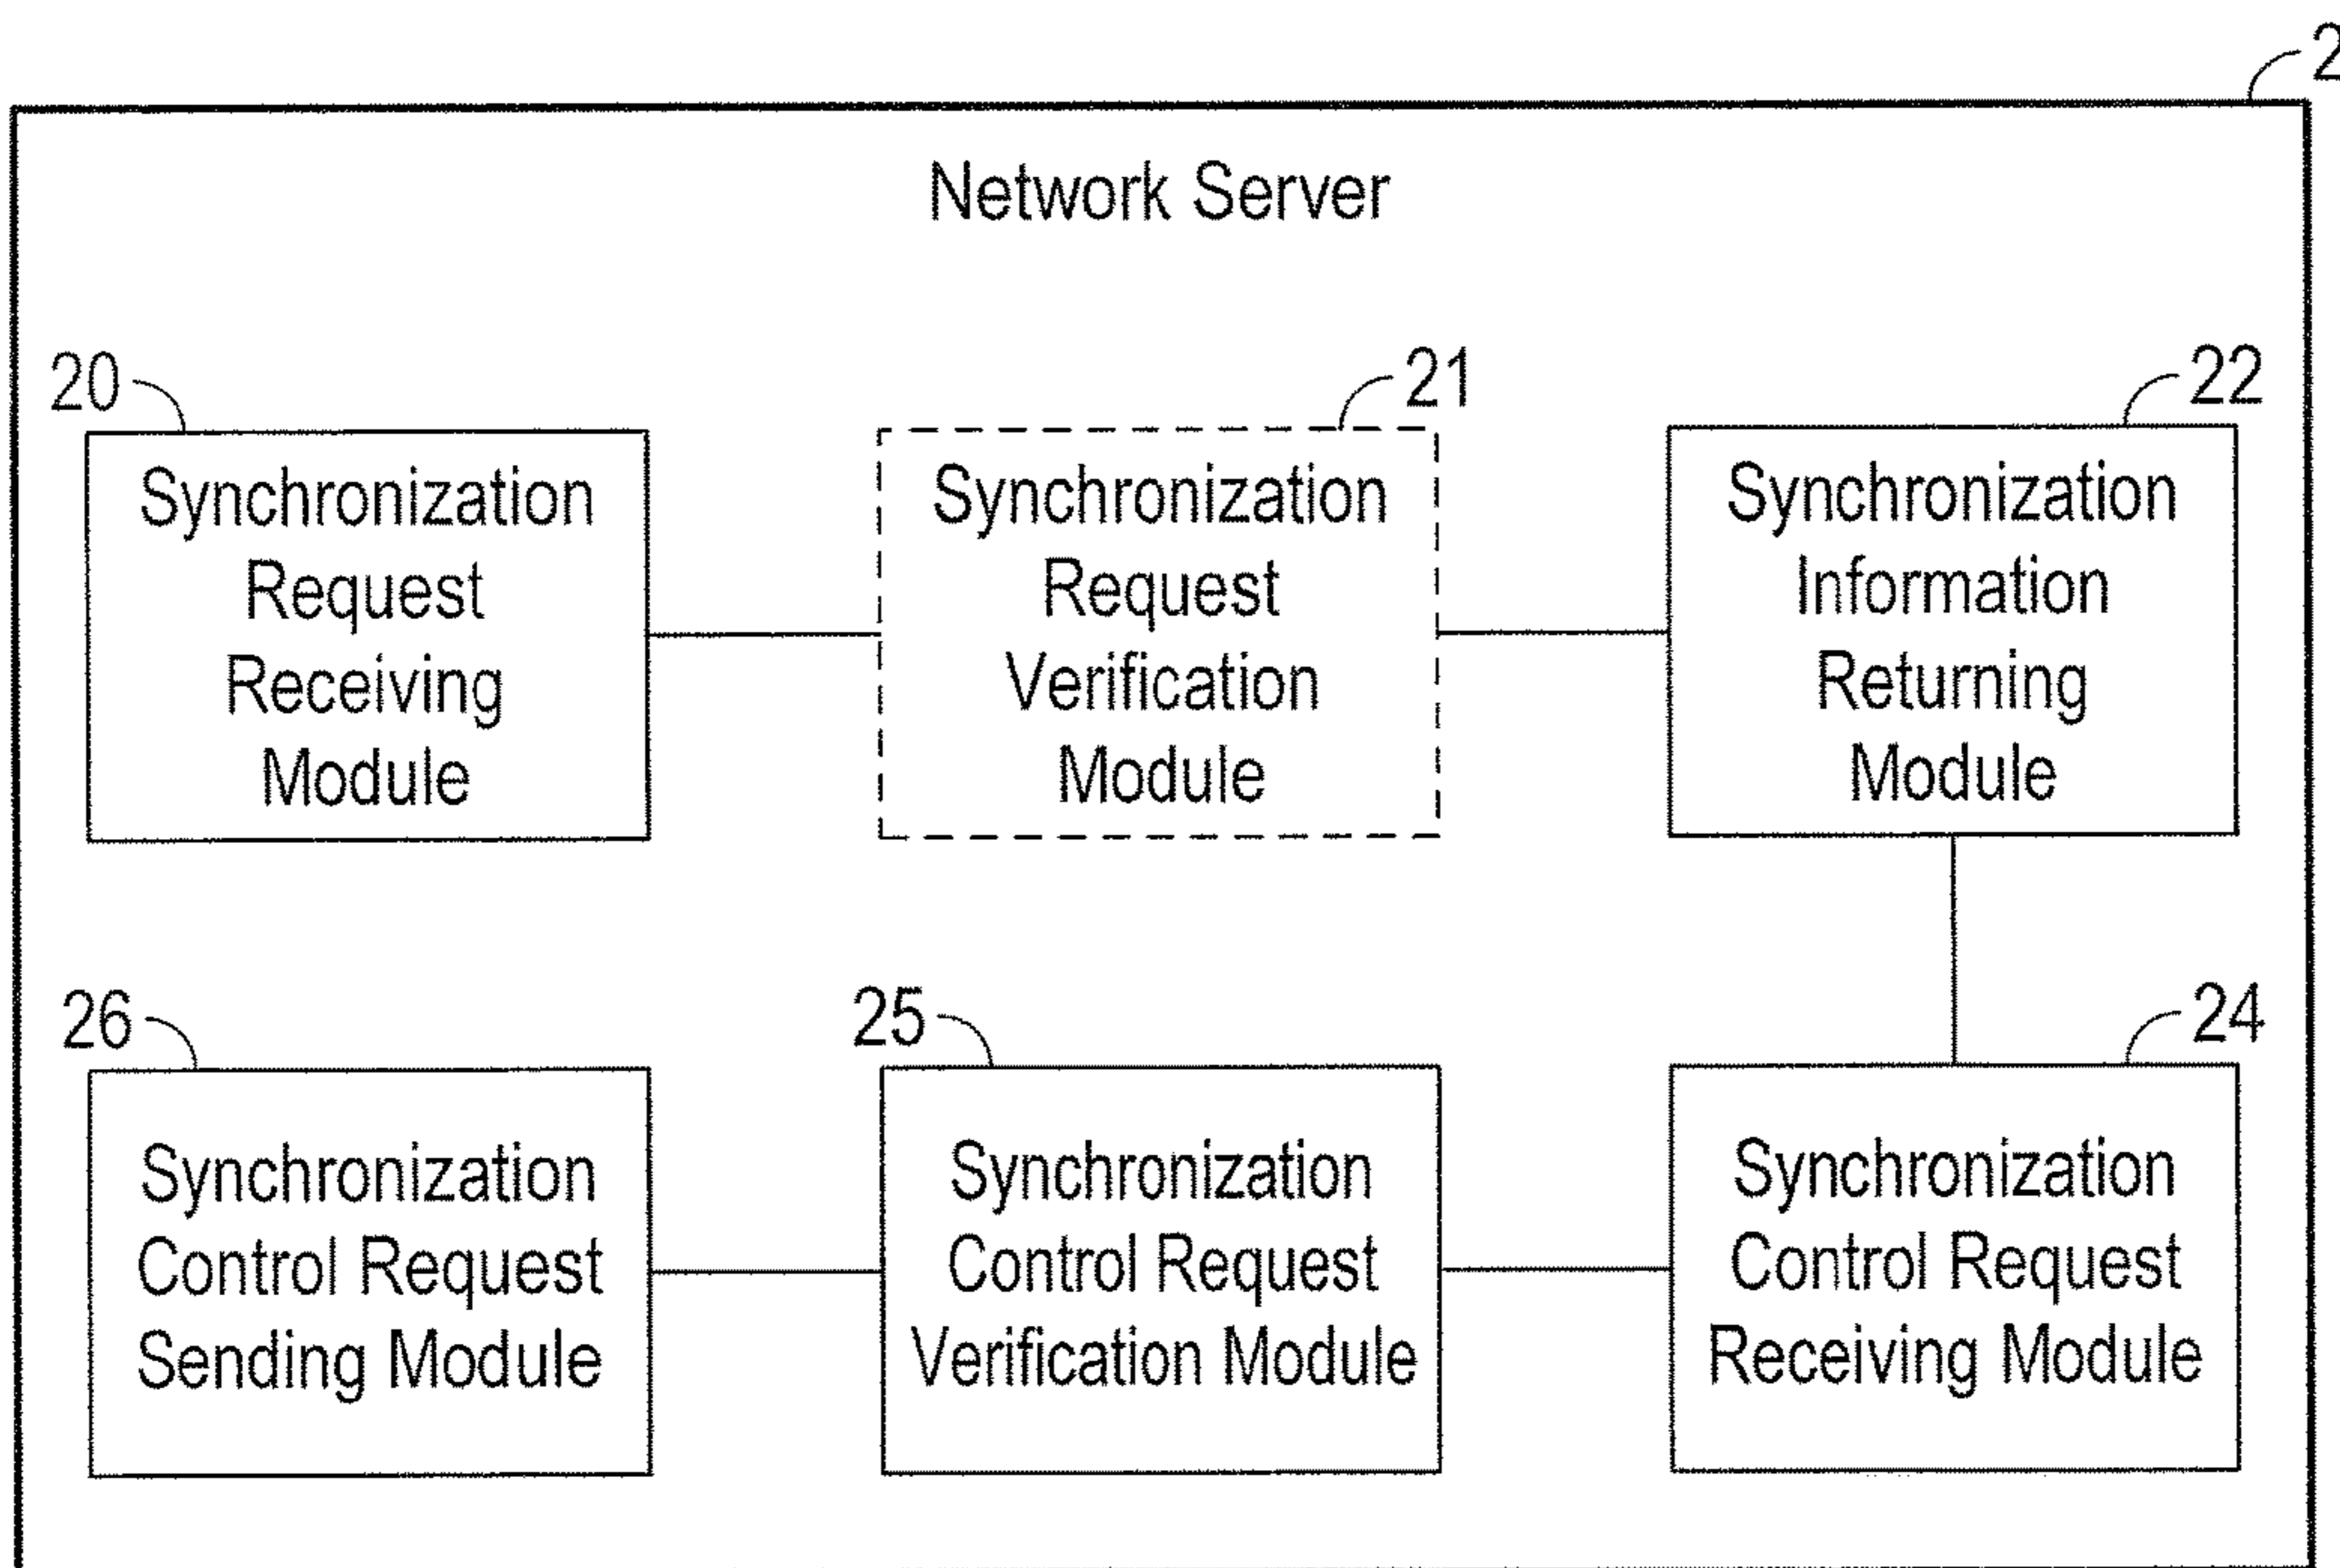 2
Network Server
20
Synchronization
Request
Receiving
Module
21
Synchronization
Request
Verification
Module
22
Synchronization
Information
Returning
Module
26
Synchronization
Control Request
Sending Module
25
Synchronization
Control Request
Verification Module
24
Synchronization
Control Request
Receiving Module